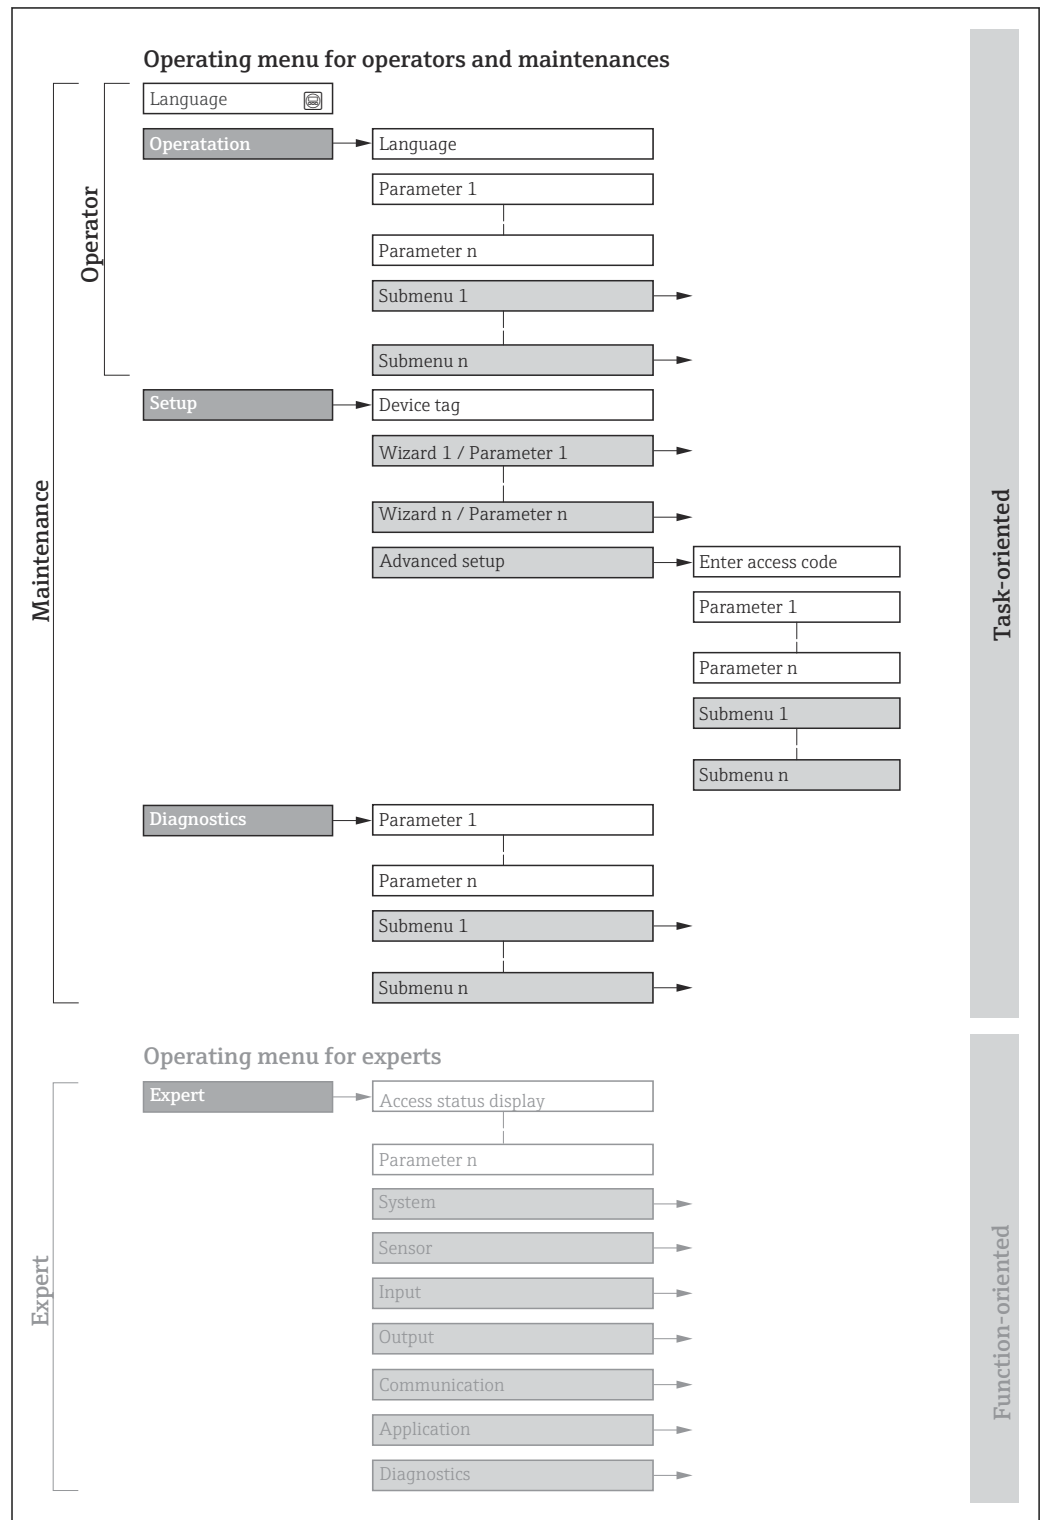 Operating menu for operators and maintenances
Language
Operatation
Language
Parameter 1
Parameter n
Submenu 1
Submenu n
Operator
Setup
Device tag
Wizard 1 / Parameter 1
Wizard n / Parameter n
Advanced setup
Enter access code
Parameter 1
Parameter n
Submenu 1
Submenu n
Maintenance
Task-oriented
Diagnostics
Parameter 1
Parameter n
Submenu 1
Submenu n
Operating menu for experts
Expert
Access status display
Parameter n
System
Sensor
Input
Output
Communication
Application
Diagnostics
Expert
Function-oriented